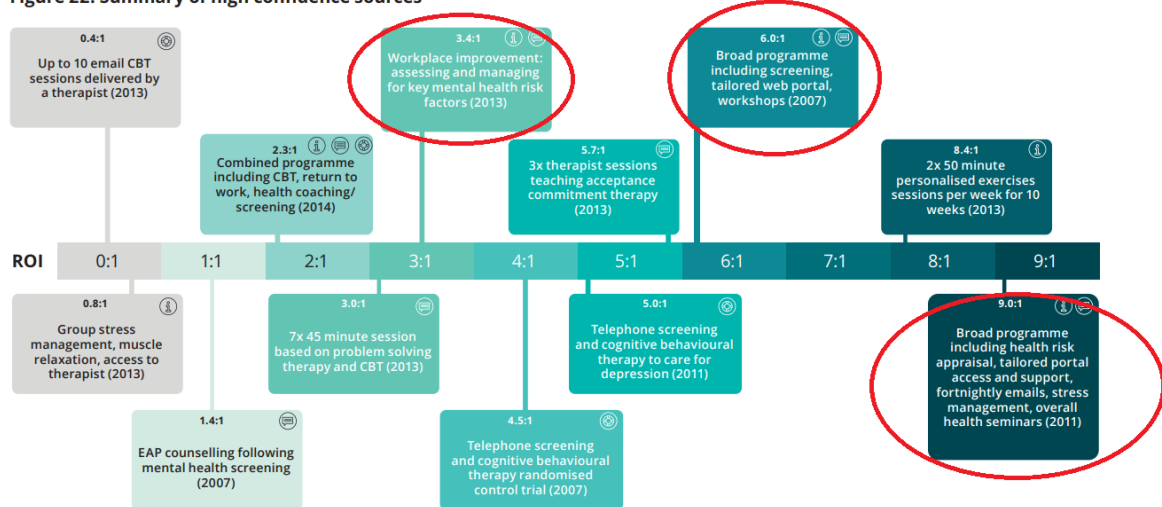 Figure 22: Summary of high confidence sources
0.4:1
Up to 10 email CBT
sessions delivered by
a therapist (2013)
3.4:1
Workplace improvement:
assessing and managing
for key mental health risk
factors (2013)
6.0:1
Broad programme
including screening,
tailored web portal,
workshops (2007)
2.3:1
Combined programme
including CBT, return to
work, health coaching/
screening (2014)
5.7:1
3x therapist sessions
teaching acceptance
commitment therapy
(2013)
8.4:1
2x 50 minute
personalised exercises
sessions per week for 10
weeks (2013)
ROI 0:1 1:1 2:1 3:1 4:1 5:1 6:1 7:1 8:1 9:1
0.8:1
Group stress
management, muscle
relaxation, access to
therapist (2013)
3.0:1
7x 45 minute session
based on problem solving
therapy and CBT (2013)
5.0:1
Telephone screening
and cognitive behavioural
therapy to care for
depression (2011)
9.0:1
Broad programme
including health risk
appraisal, tailored portal
access and support,
fortnightly emails, stress
management, overall
health seminars (2011)
1.4:1
EAP counselling following
mental health screening
(2007)
4.5:1
Telephone screening
and cognitive behavioural
therapy randomised
control trial (2007)